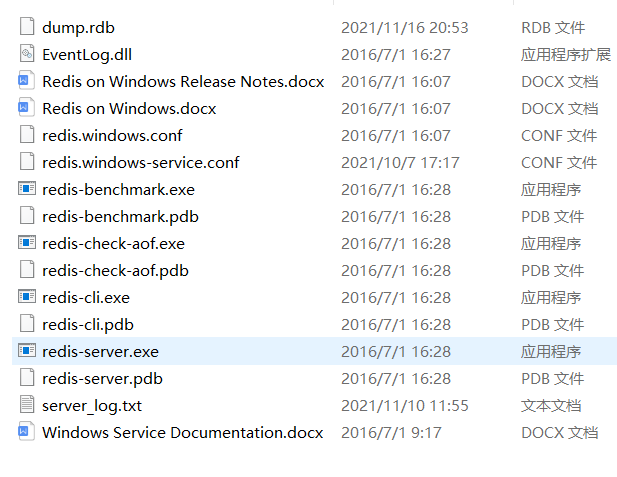 dump.rdb 2021/11/16 20:53 RDB 文件
EventLog.dll 2016/7/1 16:27 应用程序扩展
Redis on Windows Release Notes.docx 2016/7/1 16:07 DOCX 文档
Redis on Windows.docx 2016/7/1 16:07 DOCX 文档
redis.windows.conf 2016/7/1 16:07 CONF 文件
redis.windows-service.conf 2021/10/7 17:17 CONF 文件
redis-benchmark.exe 2016/7/1 16:28 应用程序
redis-benchmark.pdb 2016/7/1 16:28 PDB 文件
redis-check-aof.exe 2016/7/1 16:28 应用程序
redis-check-aof.pdb 2016/7/1 16:28 PDB 文件
redis-cli.exe 2016/7/1 16:28 应用程序
redis-cli.pdb 2016/7/1 16:28 PDB 文件
redis-server.exe 2016/7/1 16:28 应用程序
redis-server.pdb 2016/7/1 16:28 PDB 文件
server_log.txt 2021/11/10 11:55 文本文档
Windows Service Documentation.docx 2016/7/1 9:17 DOCX 文档